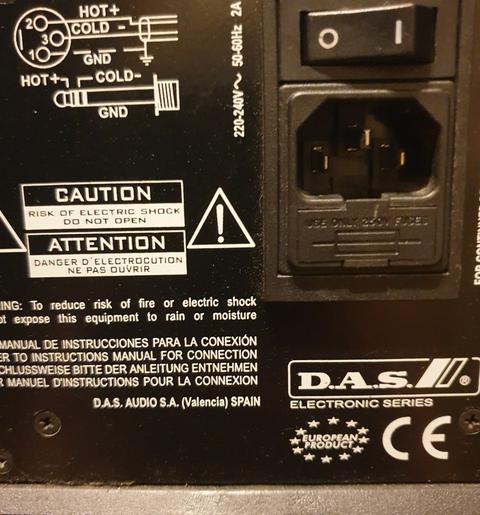 HOT+
COLD -
2
3
1
GND
HOT+ COLD-
GND
220-240V~ 50-60Hz 2A
O I
USE ONLY 250V FUSES
CAUTION
RISK OF ELECTRIC SHOCK
DO NOT OPEN
ATTENTION
DANGER D'ELECTROCUTION
NE PAS OUVRIR
!
ING: To reduce risk of fire or electric shock
ot expose this equipment to rain or moisture
MANUAL DE INSTRUCCIONES PARA LA CONEXIÓN
ER TO INSTRUCTIONS MANUAL FOR CONNECTION
CHLUSSWEISE BITTE DER ANLEITUNG ENTNEHMEN
R MANUEL D'INSTRUCTIONS POUR LA CONNEXION
D.A.S. AUDIO S.A. (Valencia) SPAIN
D.A.S. ®
ELECTRONIC SERIES
EUROPEAN
PRODUCT
CE